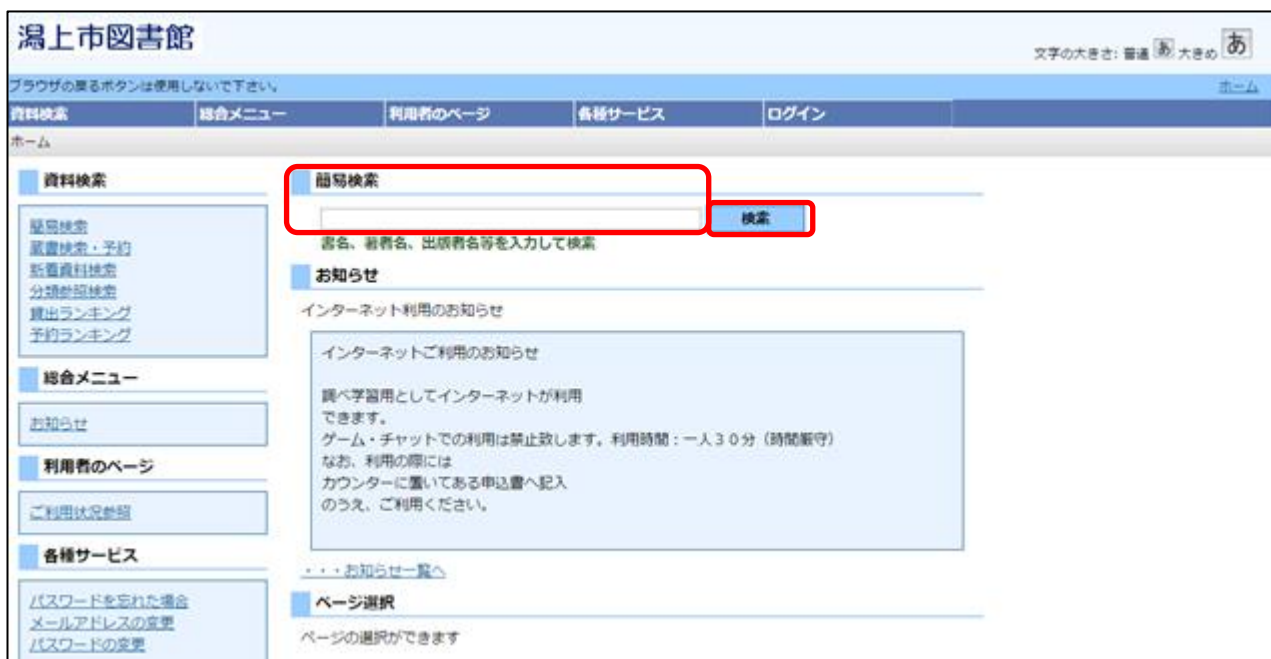 潟上市図書館
文字の大きさ: 普通 あ 大きめ あ
ブラウザの戻るボタンは使用しないで下さい。 ホーム
資料検索 総合メニュー 利用者のページ 各種サービス ログイン
ホーム
資料検索
簡易検索
蔵書検索・予約
新着資料検索
分類参照検索
貸出ランキング
予約ランキング
総合メニュー
お知らせ
利用者のページ
ご利用状況参照
各種サービス
パスワードを忘れた場合
メールアドレスの変更
パスワードの変更
簡易検索
検索
書名、著者名、出版者名等を入力して検索
お知らせ
インターネット利用のお知らせ
インターネットご利用のお知らせ
調べ学習用としてインターネットが利用
できます。
ゲーム・チャットでの利用は禁止致します。利用時間：一人３０分（時間厳守）
なお、利用の際には
カウンターに置いてある申込書へ記入
のうえ、ご利用ください。
・・・お知らせ一覧へ
ページ選択
ページの選択ができます